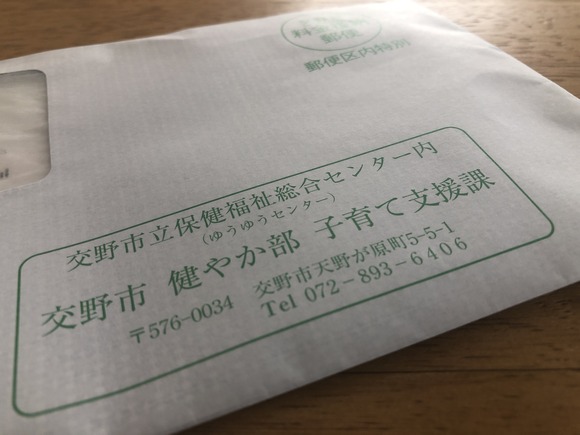 郵便
郵便区内特別
交野市立保健福祉総合センター内
(ゆうゆうセンター)
交野市 健やか部 子育て支援課
〒576-0034 交野市天野が原町5-5-1
Tel 072-893-6406